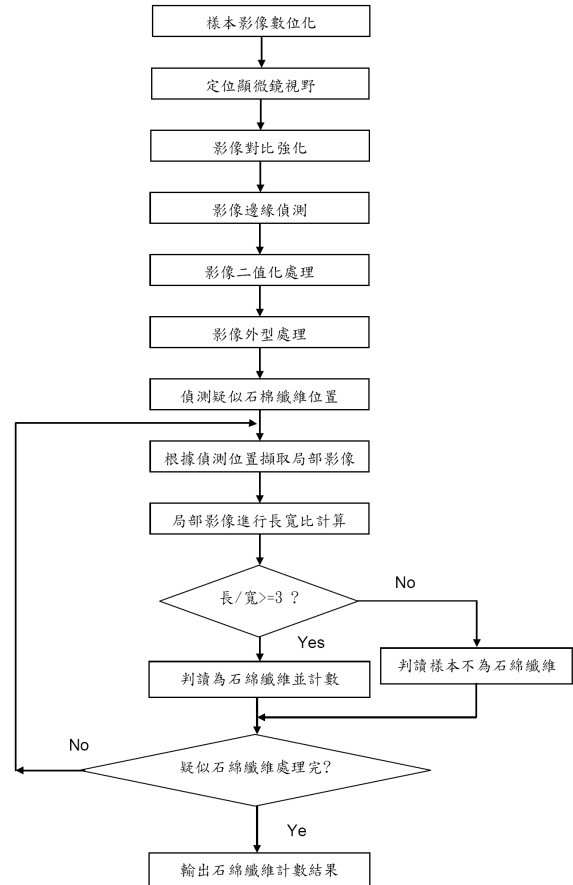 樣本影像數位化
定位顯微鏡視野
影像對比強化
影像邊緣偵測
影像二值化處理
影像外型處理
偵測疑似石棉纖維位置
根據偵測位置擷取局部影像
局部影像進行長寬比計算
長/寬>=3 ?
No
Yes
判讀為石綿纖維並計數
判讀樣本不為石綿纖維
No
疑似石綿纖維處理完?
Ye
輸出石綿纖維計數結果